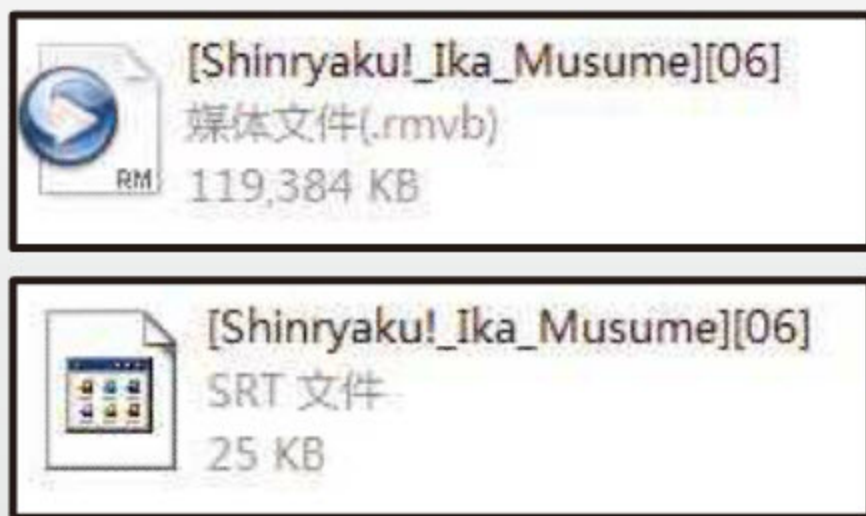 [Shinryaku!_Ika_Musume][06]
媒体文件(.rmvb)
RM
119,384 KB
[Shinryaku!_Ika_Musume][06]
SRT 文件
25 KB